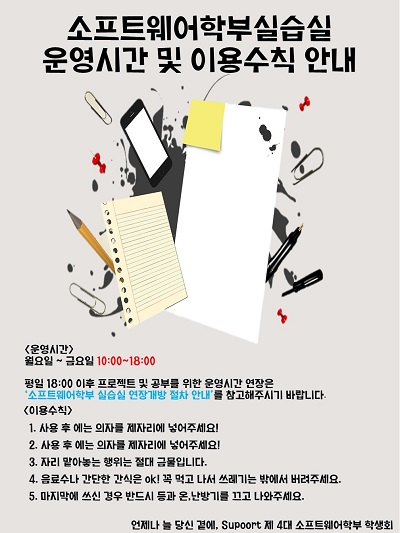 소프트웨어학부실습실
운영시간 및 이용수칙 안내
<운영시간>
월요일 ~ 금요일 10:00~18:00
평일 18:00 이후 프로젝트 및 공부를 위한 운영시간 연장은
'소프트웨어학부 실습실 연장개방 절차 안내'를 참고해주시기 바랍니다.
<이용수칙>
1. 사용 후 에는 의자를 제자리에 넣어주세요!
2. 사용 후 에는 의자를 제자리에 넣어주세요!
3. 자리 맡아놓는 행위는 절대 금물입니다.
4. 음료수나 간단한 간식은 ok! 꼭 먹고 나서 쓰레기는 밖에서 버려주세요.
5. 마지막에 쓰신 경우 반드시 등과 온,난방기를 끄고 나와주세요.
언제나 늘 당신 곁에, Supoort 제 4대 소프트웨어학부 학생회